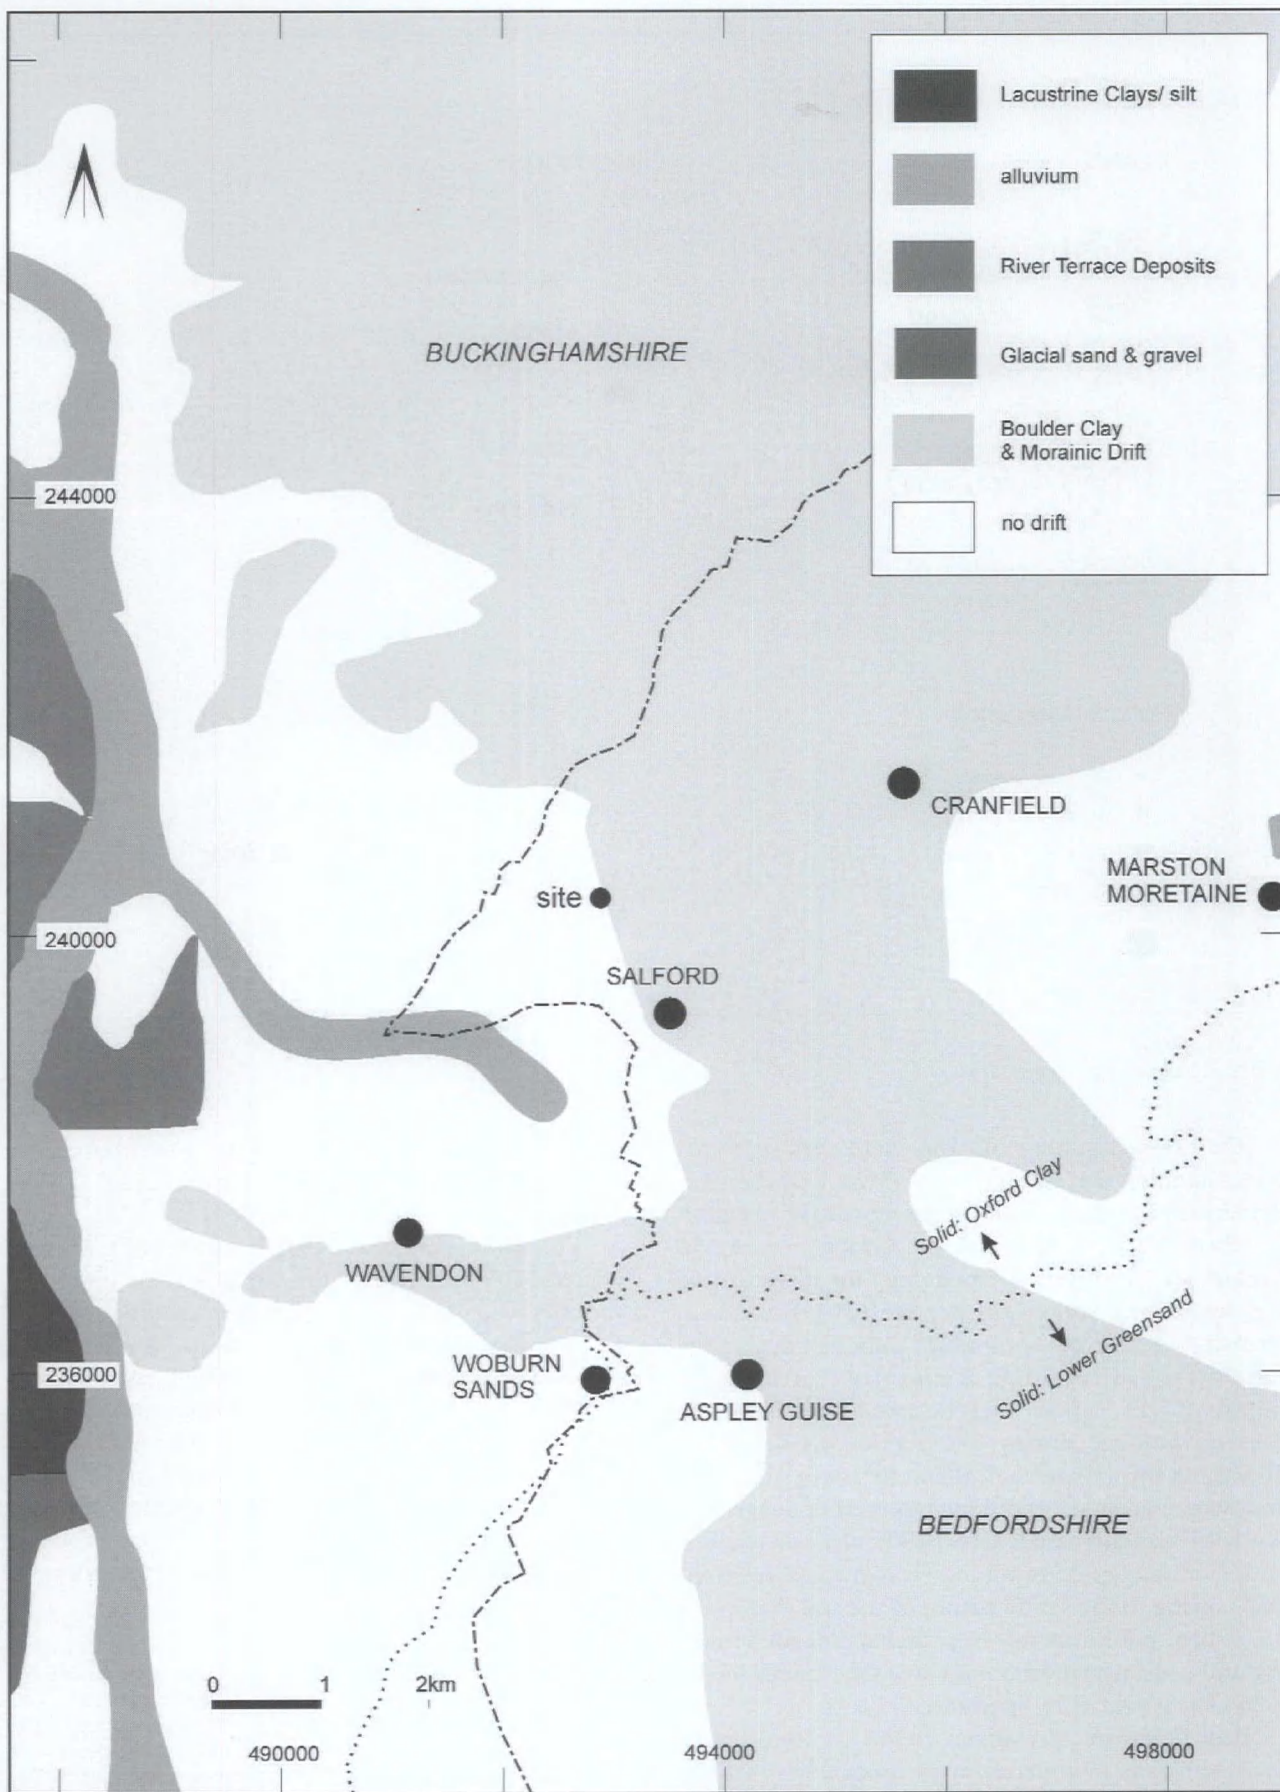 Lacustrine Clays/ silt
alluvium
River Terrace Deposits
Glacial sand & gravel
Boulder Clay
& Morainic Drift
no drift
BUCKINGHAMSHIRE
244000
CRANFIELD
MARSTON
MORETAINE
site
240000
SALFORD
Solid: Oxford Clay
WAVENDON
Solid: Lower Greensand
WOBURN
SANDS
236000
ASPLEY GUISE
BEDFORDSHIRE
0 1 2km
490000 494000 498000